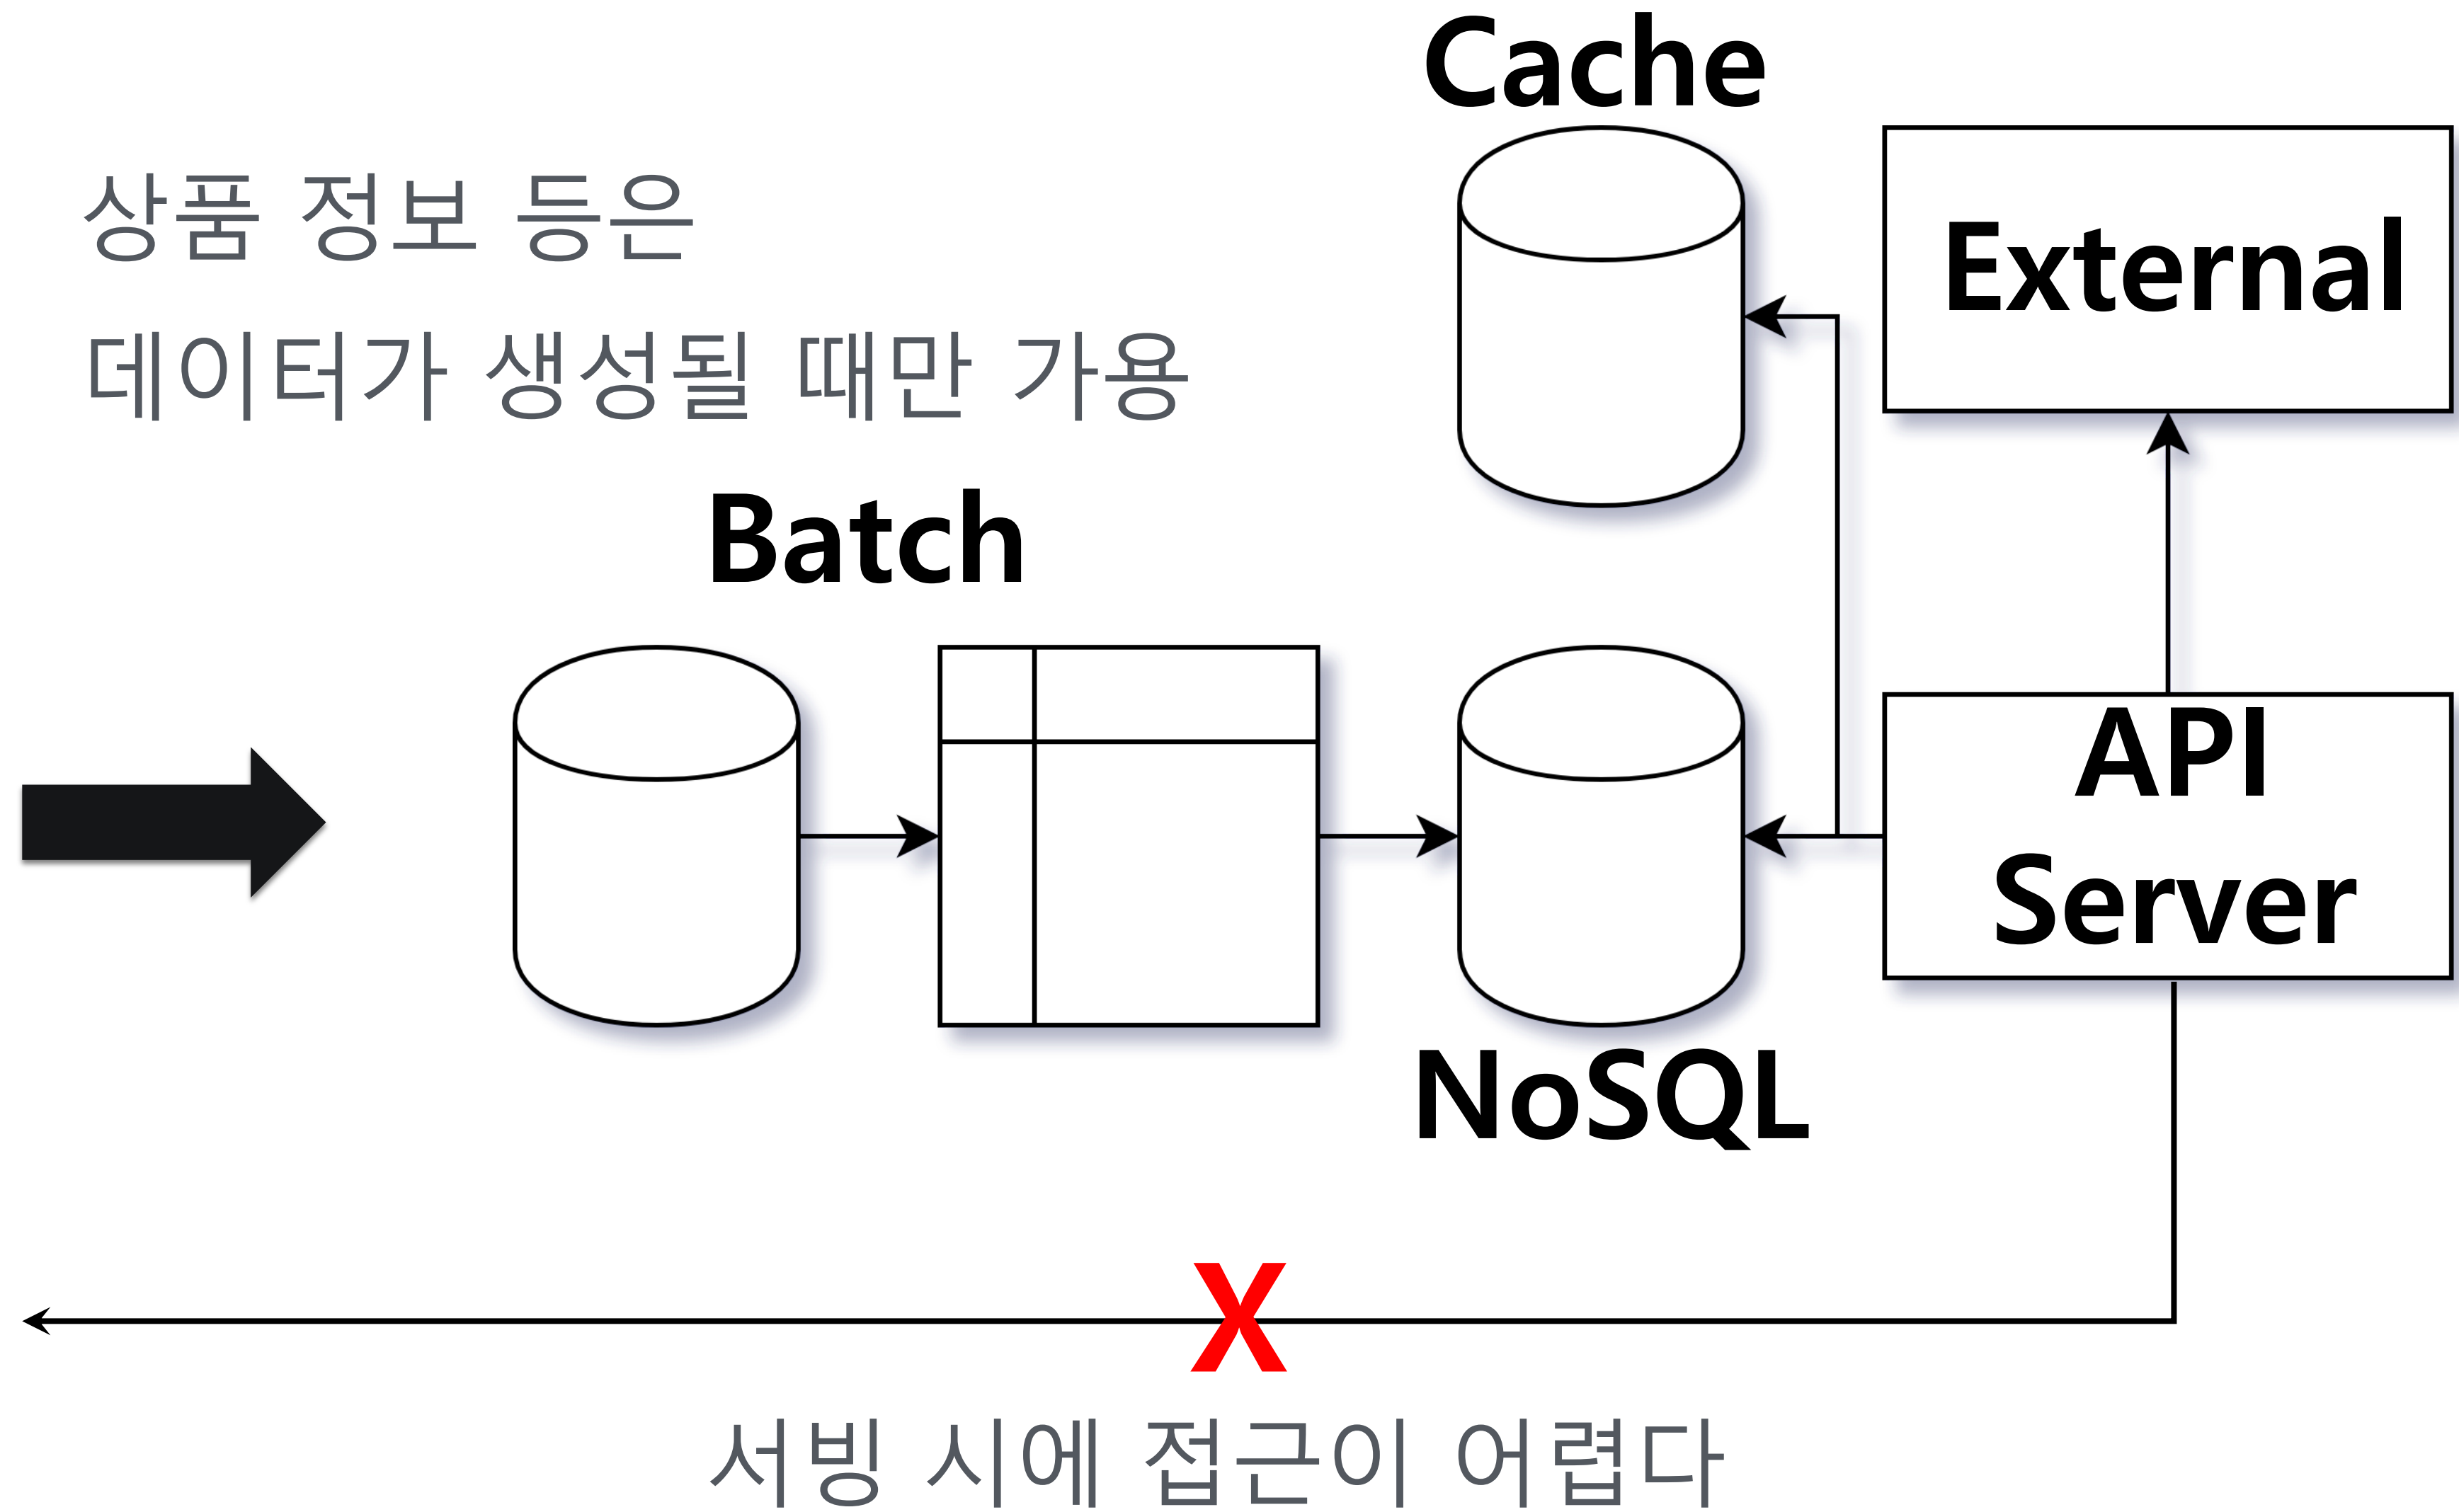 Cache
상품 정보 등은
데이터가 생성될 때만 가용
External
Batch
API
Server
NoSQL
X
서빙 시에 접근이 어렵다